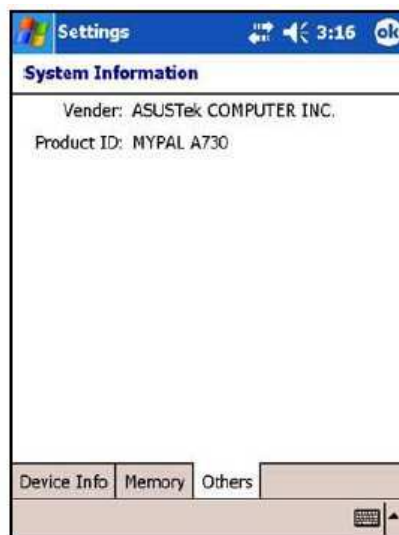 Settings 3:16 ok
System Information
Vender: ASUSTek COMPUTER INC.
Product ID: MYPAL A730
Device Info Memory Others